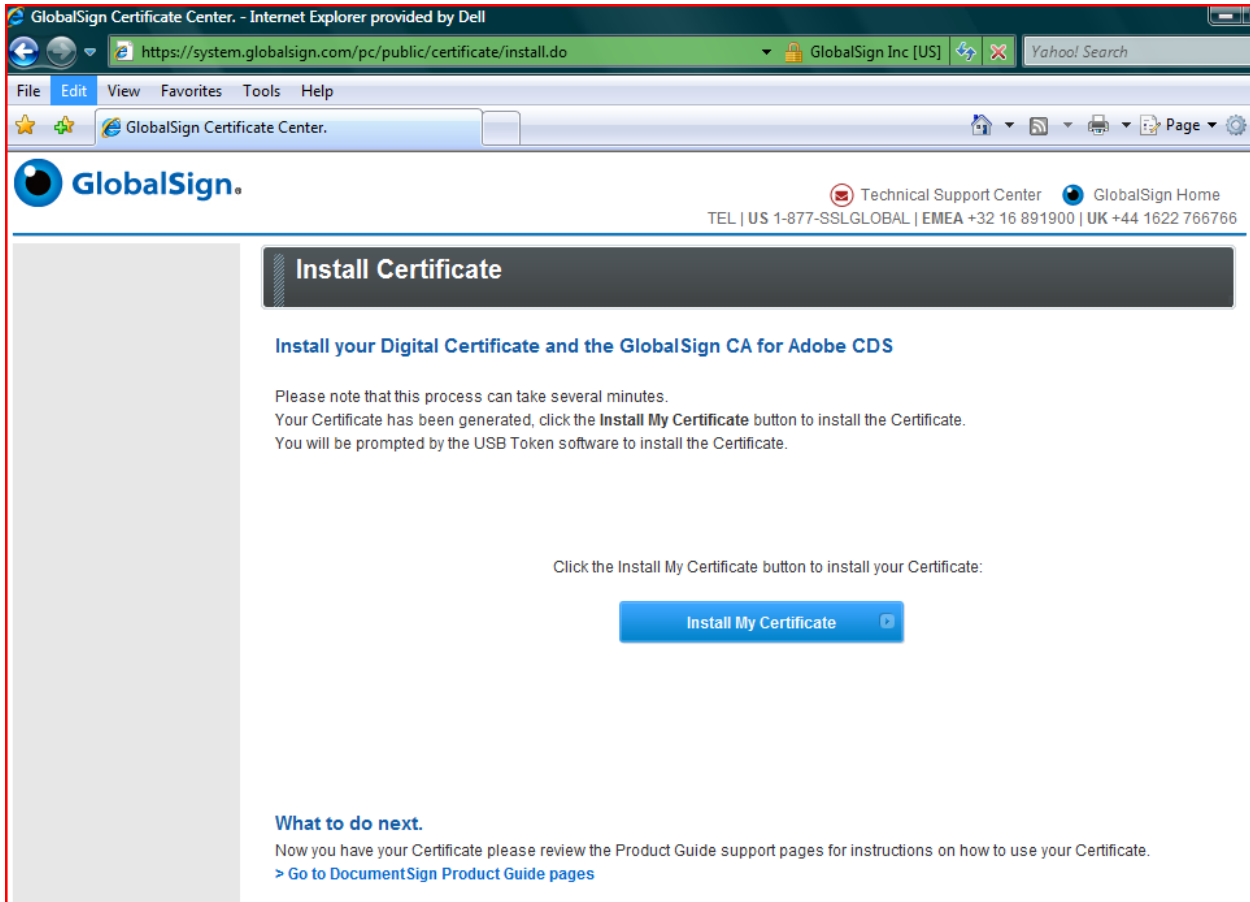 GlobalSign Certificate Center. - Internet Explorer provided by Dell
https://system.globalsign.com/pc/public/certificate/install.do GlobalSign Inc [US] Yahoo! Search
File Edit View Favorites Tools Help
GlobalSign Certificate Center. Page
GlobalSign®
Technical Support Center GlobalSign Home
TEL | US 1-877-SSLGLOBAL | EMEA +32 16 891900 | UK +44 1622 766766
Install Certificate
Install your Digital Certificate and the GlobalSign CA for Adobe CDS
Please note that this process can take several minutes.
Your Certificate has been generated, click the Install My Certificate button to install the Certificate.
You will be prompted by the USB Token software to install the Certificate.
Click the Install My Certificate button to install your Certificate:
Install My Certificate
What to do next.
Now you have your Certificate please review the Product Guide support pages for instructions on how to use your Certificate.
> Go to DocumentSign Product Guide pages